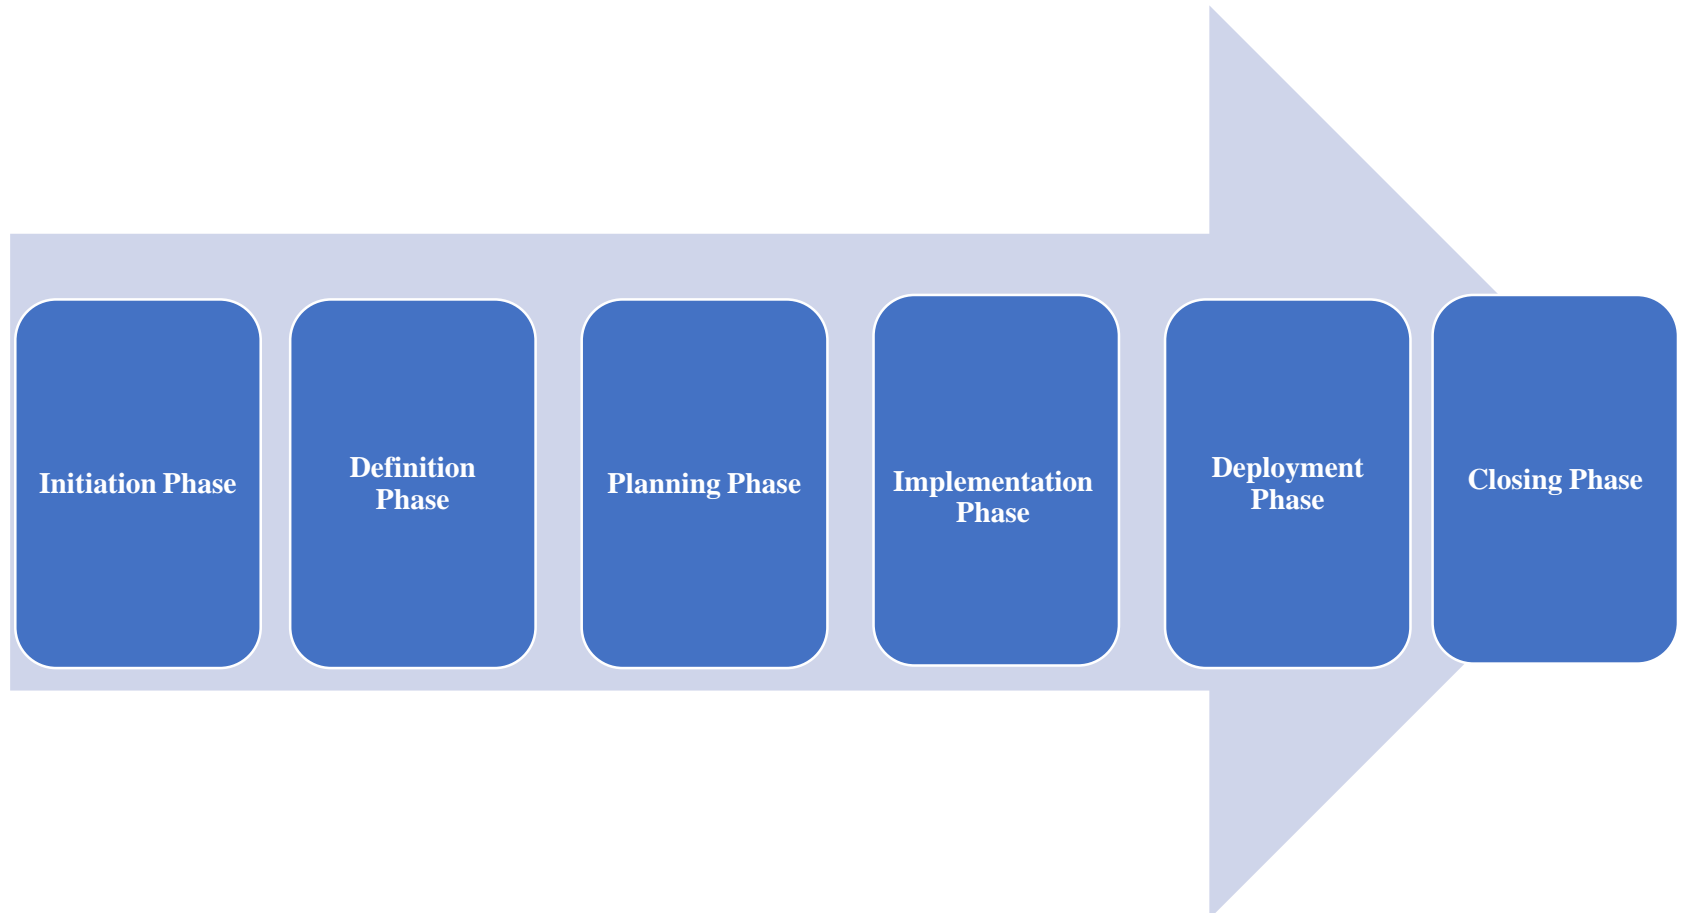 Initiation Phase
Definition
Phase
Planning Phase
Implementation
Phase
Deployment
Phase
Closing Phase